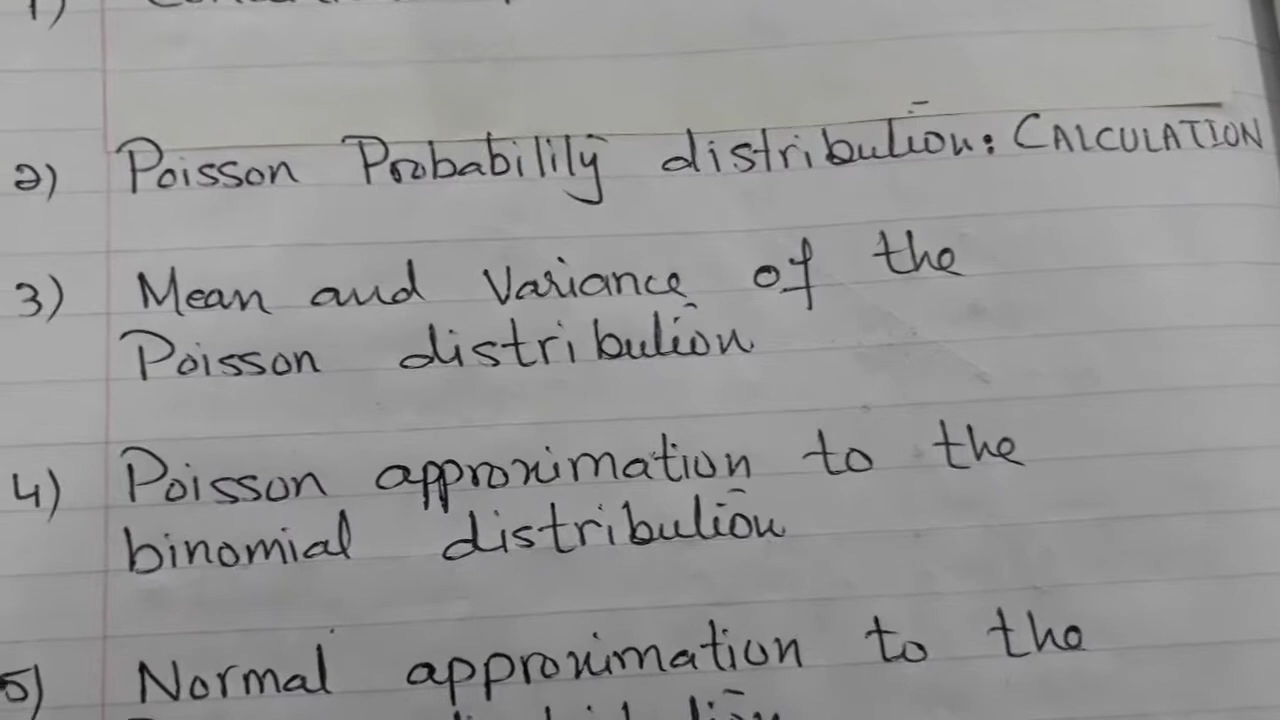 2) Poisson Probability distribution: CALCULATION
3) Mean and Variance of the
Poisson distribution
4) Poisson approximation to the
binomial distribution
5) Normal approximation to the